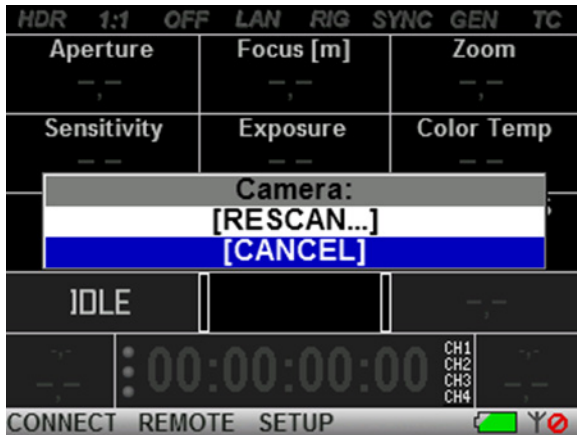 HDR 1:1 OFF LAN RIG SYNC GEN TC
Aperture Focus [m] Zoom
-,- -,- -,-
Sensitivity Exposure Color Temp
-- -- --
Camera:
[RESCAN...]
[CANCEL]
IDLE -,-
-,- 00:00:00:00 CH1 -,-
CH2
-,- CH3 -,-
CH4
CONNECT REMOTE SETUP